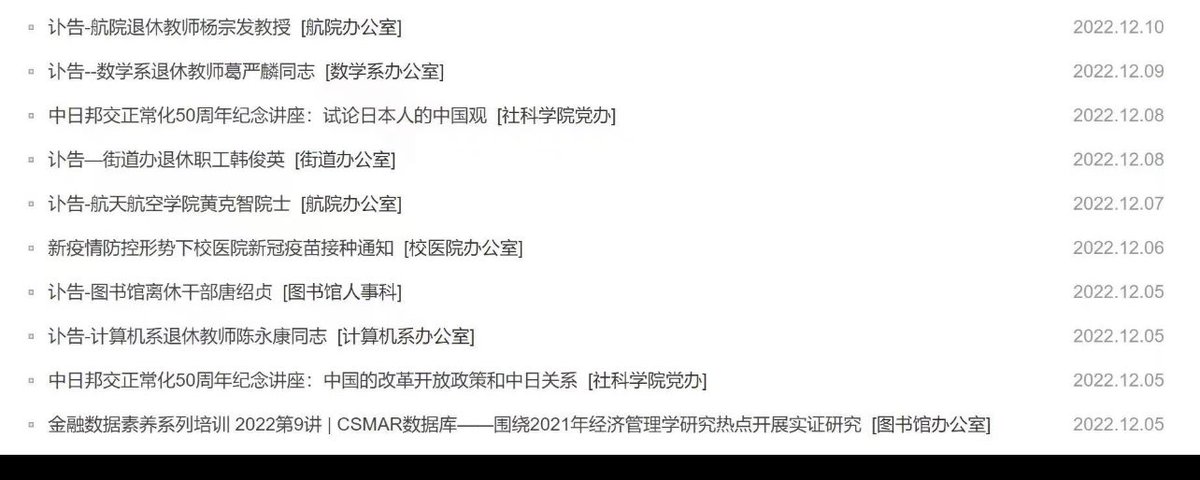 讣告-航院退休教师杨宗发教授 [航院办公室] 2022.12.10
讣告--数学系退休教师葛严麟同志 [数学系办公室] 2022.12.09
中日邦交正常化50周年纪念讲座：试论日本人的中国观 [社科学院党办] 2022.12.08
讣告—街道办退休职工韩俊英 [街道办公室] 2022.12.08
讣告-航天航空学院黄克智院士 [航院办公室] 2022.12.07
新疫情防控形势下校医院新冠疫苗接种通知 [校医院办公室] 2022.12.06
讣告-图书馆离休干部唐绍贞 [图书馆人事科] 2022.12.05
讣告-计算机系退休教师陈永康同志 [计算机系办公室] 2022.12.05
中日邦交正常化50周年纪念讲座：中国的改革开放政策和中日关系 [社科学院党办] 2022.12.05
金融数据素养系列培训 2022第9讲 | CSMAR数据库——围绕2021年经济管理学研究热点开展实证研究 [图书馆办公室] 2022.12.05